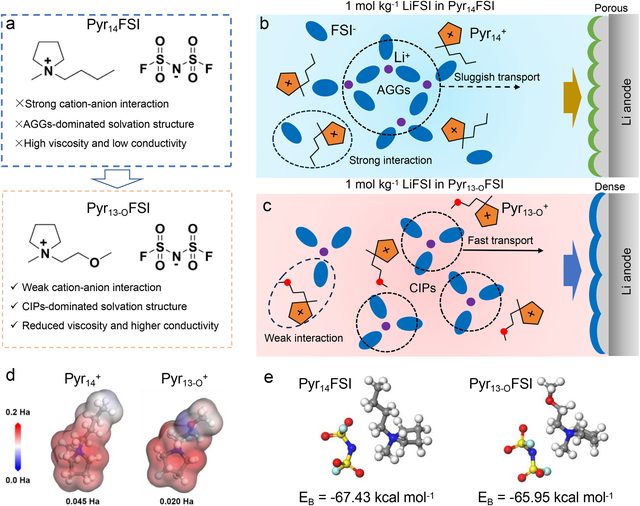 a
Pyr14FSI
N
+
F
S
O
O
N
-
S
O
O
F
×Strong cation-anion interaction
×AGGs-dominated solvation structure
×High viscosity and low conductivity
Pyr13-OFSI
N
+
O
F
S
O
O
N
-
S
O
O
F
✓ Weak cation-anion interaction
✓ CIPs-dominated solvation structure
✓ Reduced viscosity and higher conductivity
1 mol kg-1 LiFSI in Pyr14FSI
Porous
b
FSI-
Pyr14+
Li+
AGGs
Sluggish transport
Strong interaction
Li anode
1 mol kg-1 LiFSI in Pyr13-OFSI
Dense
c
Pyr13-O+
Fast transport
CIPs
Weak interaction
Li anode
d
Pyr14+
Pyr13-O+
0.2 Ha
0.0 Ha
0.045 Ha
0.020 Ha
e
Pyr14FSI
Pyr13-OFSI
EB = -67.43 kcal mol-1
EB = -65.95 kcal mol-1